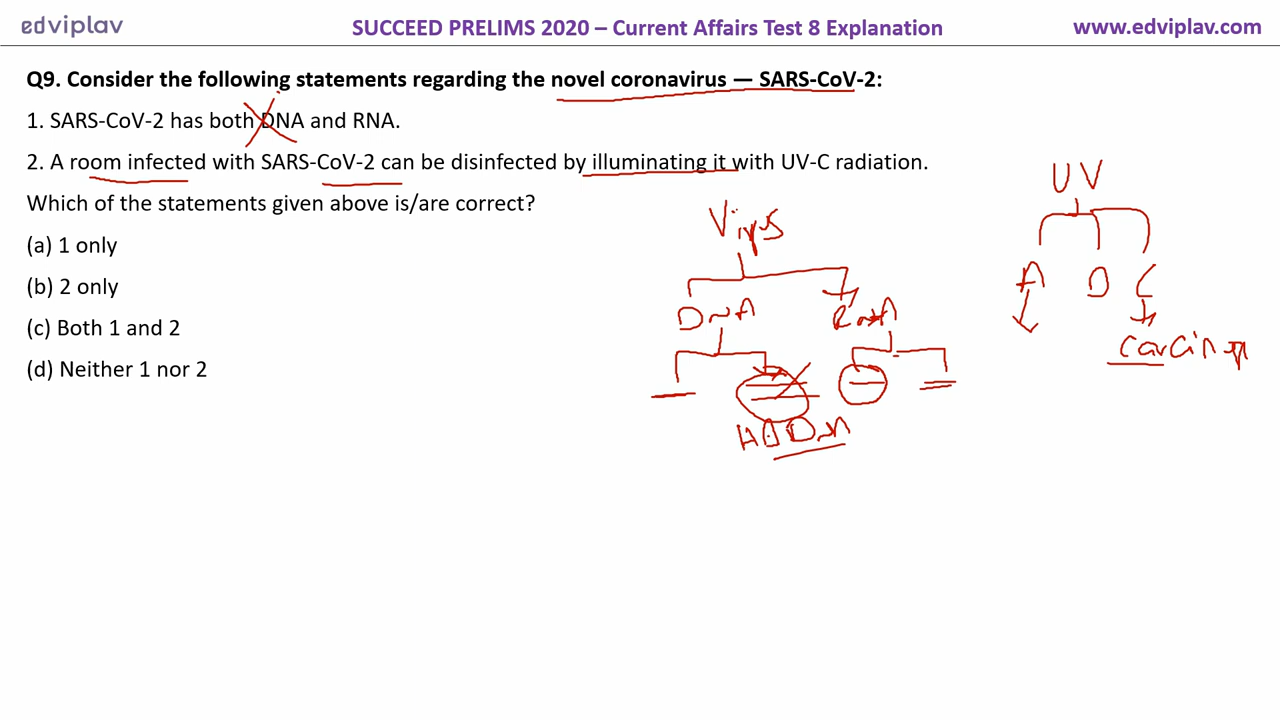 edviplav
SUCCEED PRELIMS 2020 – Current Affairs Test 8 Explanation
www.edviplav.com
Q9. Consider the following statements regarding the novel coronavirus — SARS-CoV-2:
1. SARS-CoV-2 has both DNA and RNA.
2. A room infected with SARS-CoV-2 can be disinfected by illuminating it with UV-C radiation.
Which of the statements given above is/are correct?
(a) 1 only
(b) 2 only
(c) Both 1 and 2
(d) Neither 1 nor 2
Virus
DNA
RNA
UV
A B C